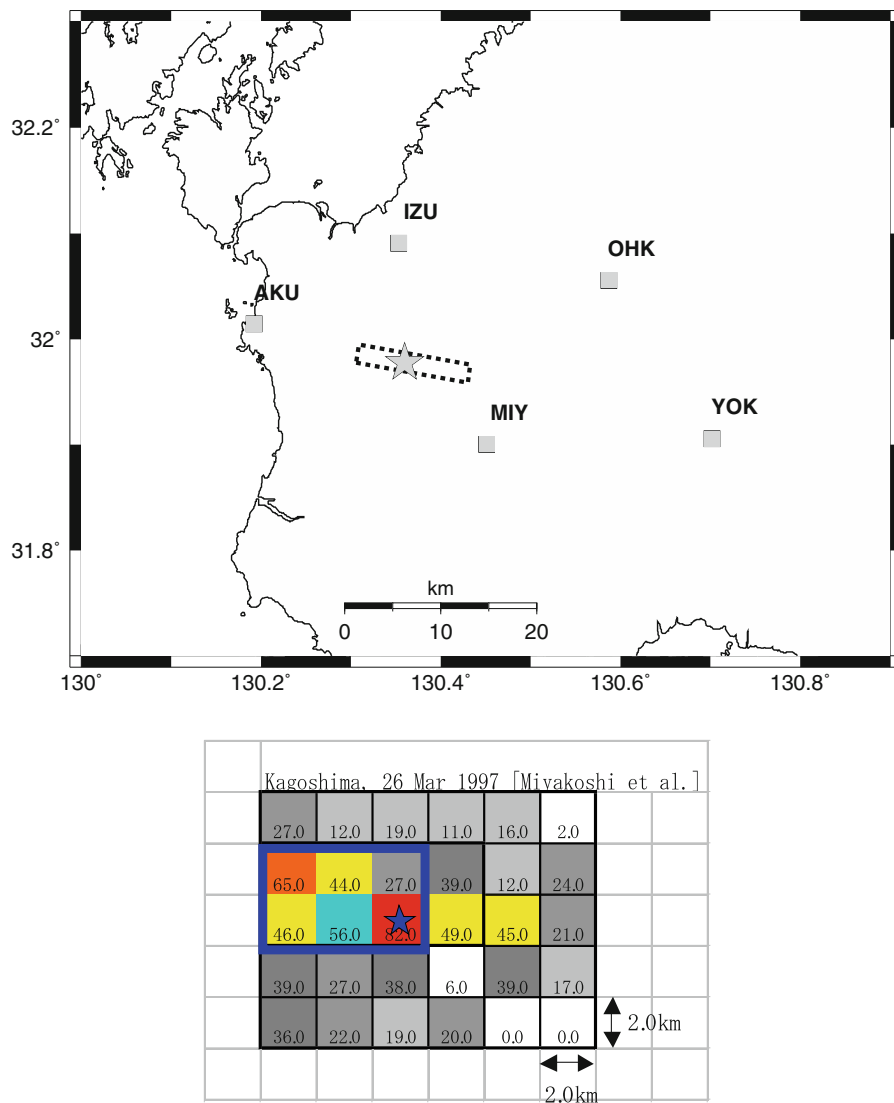 32.2°
IZU
OHK
AKU
32°
MIY
YOK
31.8°
km
0 10 20
130° 130.2° 130.4° 130.6° 130.8°
Kagoshima, 26 Mar 1997 [Miyakoshi et al.]
27.0 12.0 19.0 11.0 16.0 2.0
65.0 44.0 27.0 39.0 12.0 24.0
46.0 56.0 82.0 49.0 45.0 21.0
39.0 27.0 38.0 6.0 39.0 17.0
36.0 22.0 19.0 20.0 0.0 0.0
2.0km
2.0km